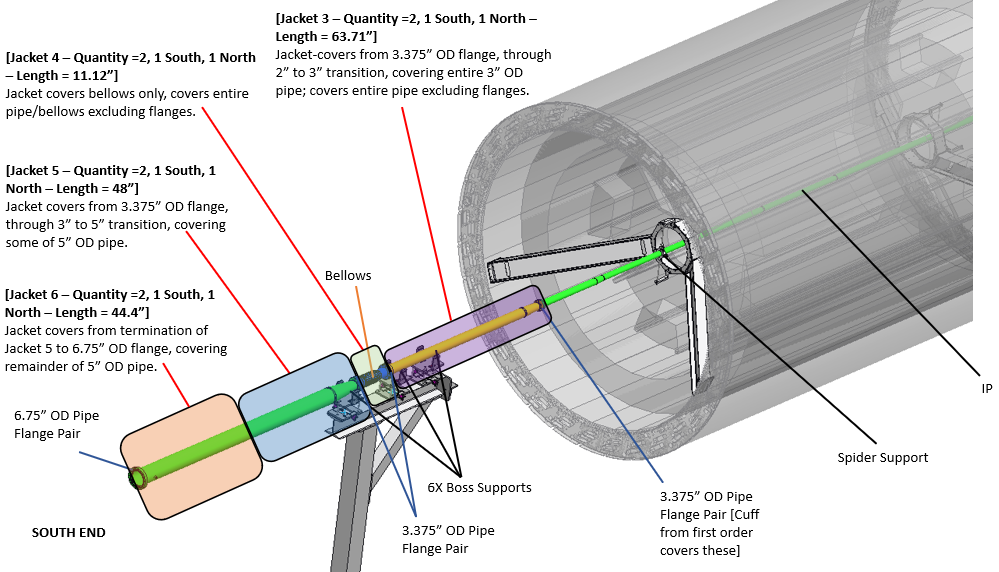 [Jacket 3 – Quantity =2, 1 South, 1 North –
Length = 63.71”]
Jacket-covers from 3.375” OD flange, through
2” to 3” transition, covering entire 3” OD
pipe; covers entire pipe excluding flanges.
[Jacket 4 – Quantity =2, 1 South, 1 North
– Length = 11.12”]
Jacket covers bellows only, covers entire
pipe/bellows excluding flanges.
[Jacket 5 – Quantity =2, 1 South, 1
North – Length = 48”]
Jacket covers from 3.375” OD flange,
through 3” to 5” transition, covering
some of 5” OD pipe.
Bellows
[Jacket 6 – Quantity =2, 1 South, 1
North – Length = 44.4”]
Jacket covers from termination of
Jacket 5 to 6.75” OD flange, covering
remainder of 5” OD pipe.
IP
6.75” OD Pipe
Flange Pair
Spider Support
6X Boss Supports
3.375” OD Pipe
Flange Pair [Cuff
from first order
covers these]
SOUTH END
3.375” OD Pipe
Flange Pair